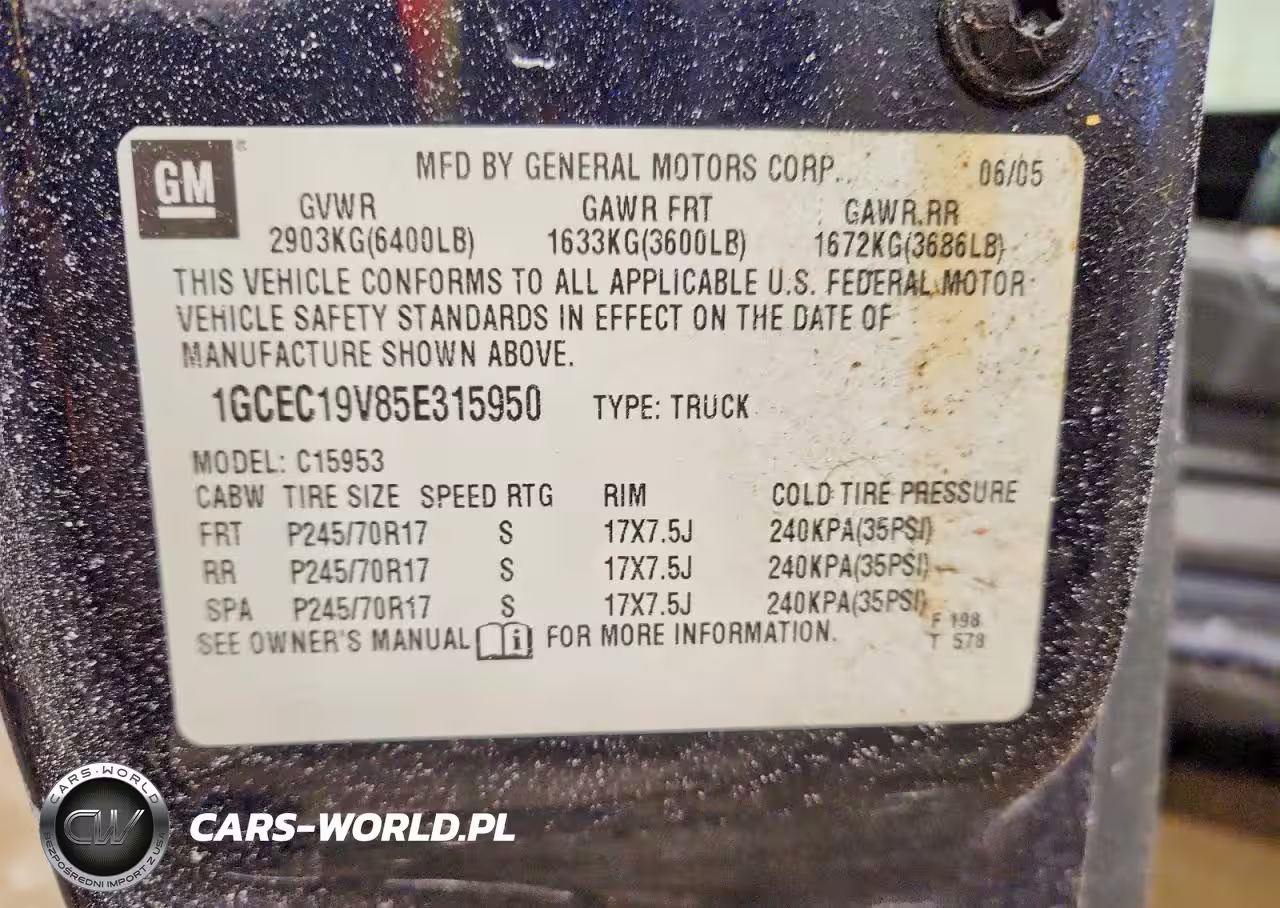 GM
MFD BY GENERAL MOTORS CORP. 06/05
GVWR GAWR FRT GAWR RR
2903KG(6400LB) 1633KG(3600LB) 1672KG(3686LB)
THIS VEHICLE CONFORMS TO ALL APPLICABLE U.S. FEDERAL MOTOR
VEHICLE SAFETY STANDARDS IN EFFECT ON THE DATE OF
MANUFACTURE SHOWN ABOVE.
1GCEC19V85E315950 TYPE: TRUCK
MODEL: C15953
CABW TIRE SIZE SPEED RTG RIM COLD TIRE PRESSURE
FRT P245/70R17 S 17X7.5J 240KPA(35PSI)
RR P245/70R17 S 17X7.5J 240KPA(35PSI)
SPA P245/70R17 S 17X7.5J 240KPA(35PSI)
F 198
SEE OWNER'S MANUAL FOR MORE INFORMATION.
T 578
CARS-WORLD
CW
BEZPOŚREDNI IMPORT Z USA
CARS-WORLD.PL